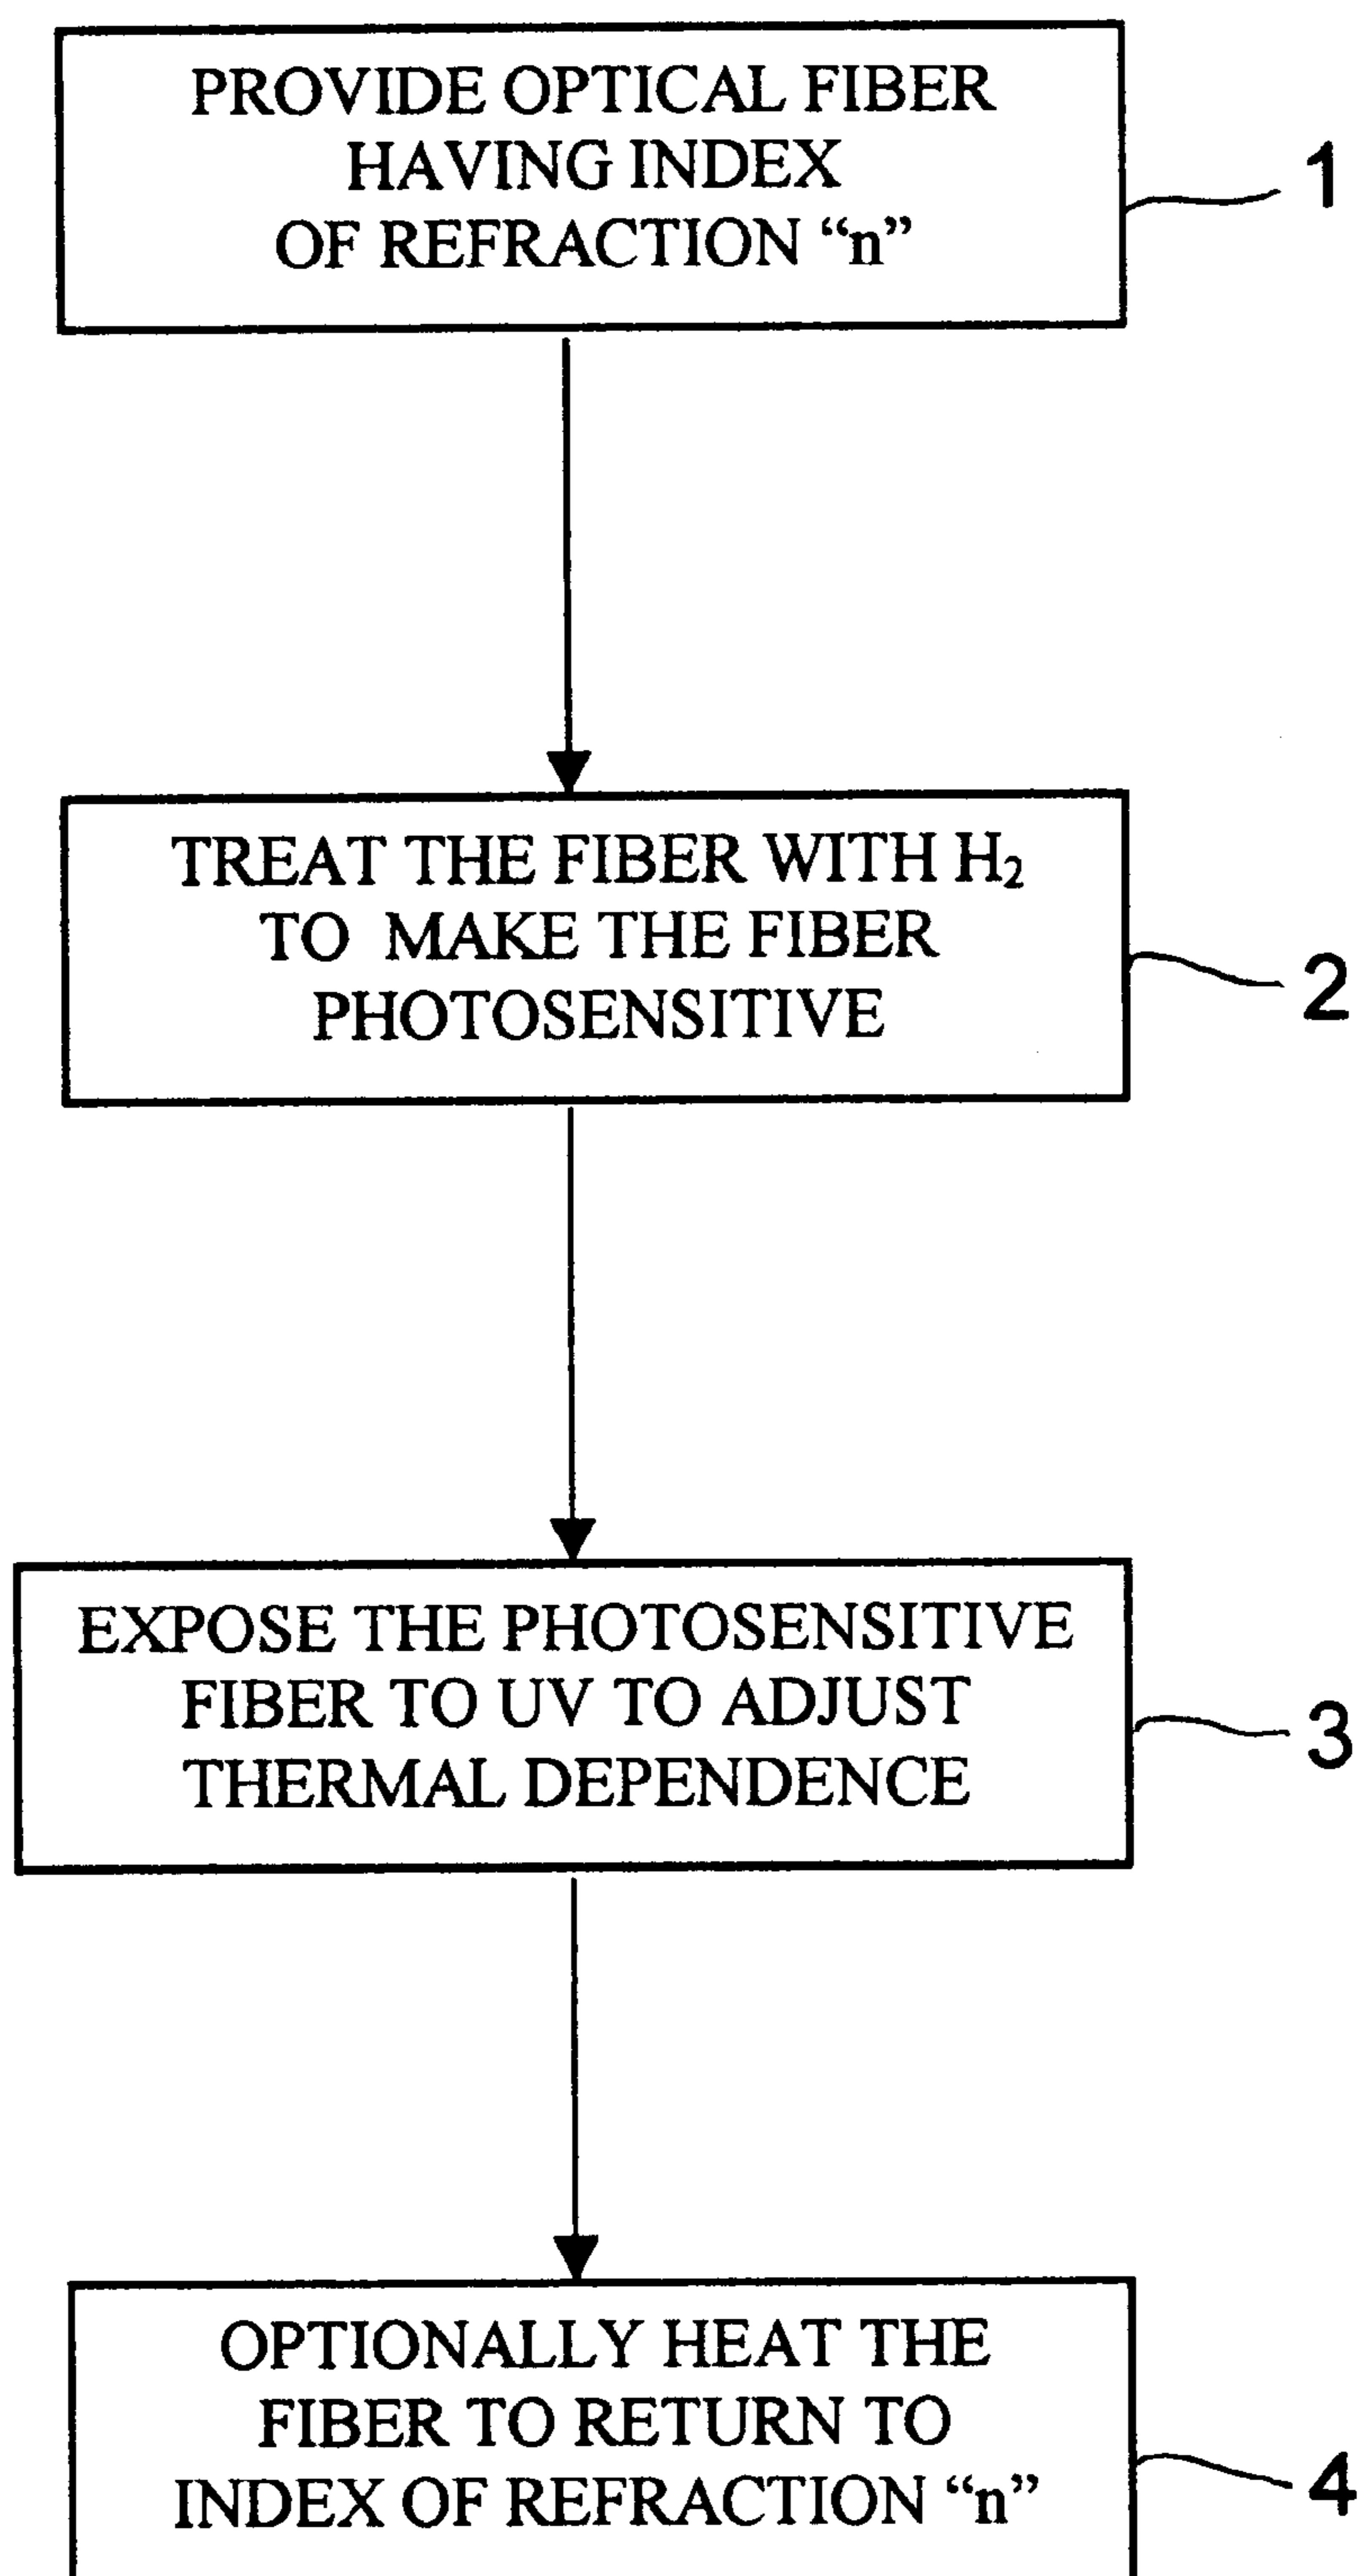 PROVIDE OPTICAL FIBER
HAVING INDEX
OF REFRACTION “n”
1
TREAT THE FIBER WITH H₂
TO MAKE THE FIBER
PHOTOSENSITIVE
2
EXPOSE THE PHOTOSENSITIVE
FIBER TO UV TO ADJUST
THERMAL DEPENDENCE
3
OPTIONALLY HEAT THE
FIBER TO RETURN TO
INDEX OF REFRACTION “n”
4